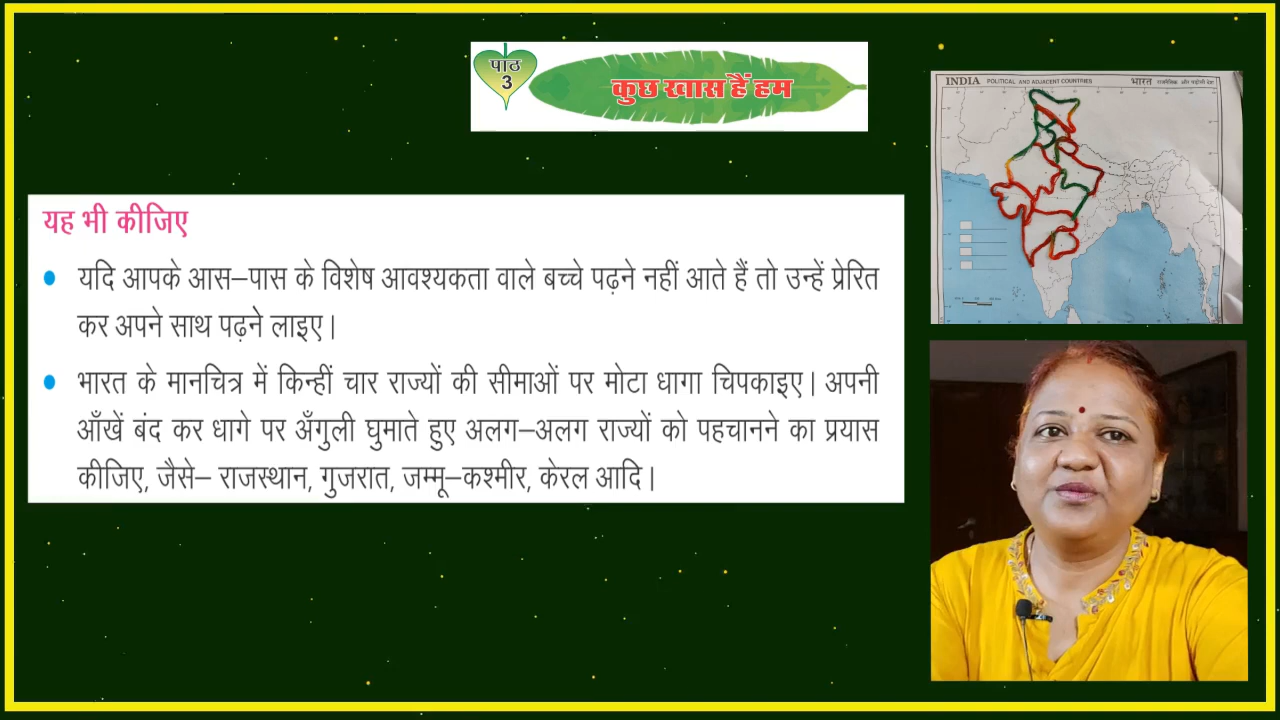 पाठ
3
कुछ खास हैं हम
INDIA POLITICAL AND ADJACENT COUNTRIES भारत
यह भी कीजिए
• यदि आपके आस–पास के विशेष आवश्यकता वाले बच्चे पढ़ने नहीं आते हैं तो उन्हें प्रेरित
कर अपने साथ पढ़ने लाइए।
• भारत के मानचित्र में किन्हीं चार राज्यों की सीमाओं पर मोटा धागा चिपकाइए। अपनी
आँखें बंद कर धागे पर अँगुली घुमाते हुए अलग–अलग राज्यों को पहचानने का प्रयास
कीजिए, जैसे– राजस्थान, गुजरात, जम्मू–कश्मीर, केरल आदि।